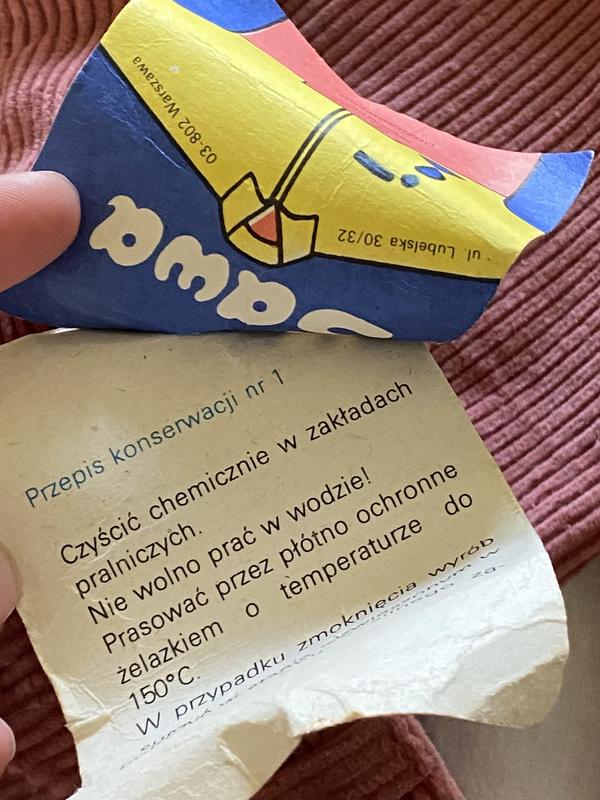 03-802 Warszawa
ul. Lubelska 30/32
Sawa
Przepis konserwacji nr 1
Czyścić chemicznie w zakładach
pralniczych.
Nie wolno prać w wodzie!
Prasować przez płótno ochronne
żelazkiem o temperaturze do
150°C.
W przypadku zmoknięcia wyrób